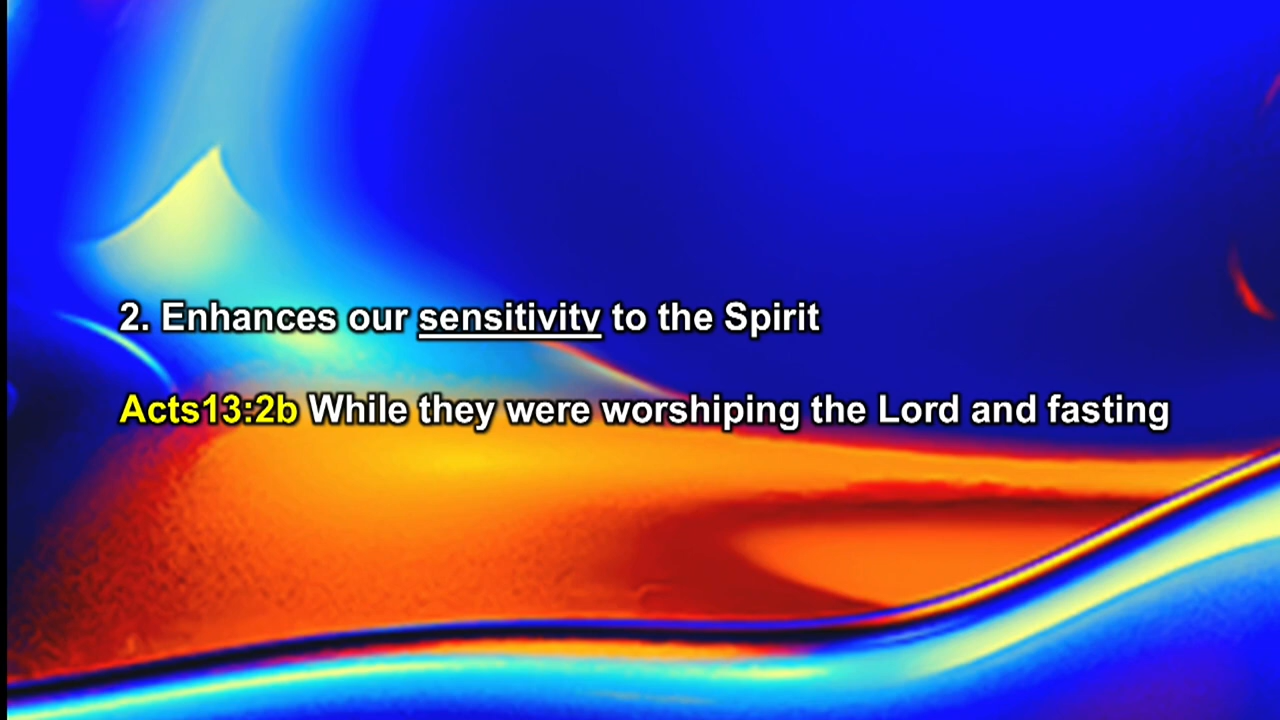 2. Enhances our sensitivity to the Spirit
Acts13:2b While they were worshiping the Lord and fasting